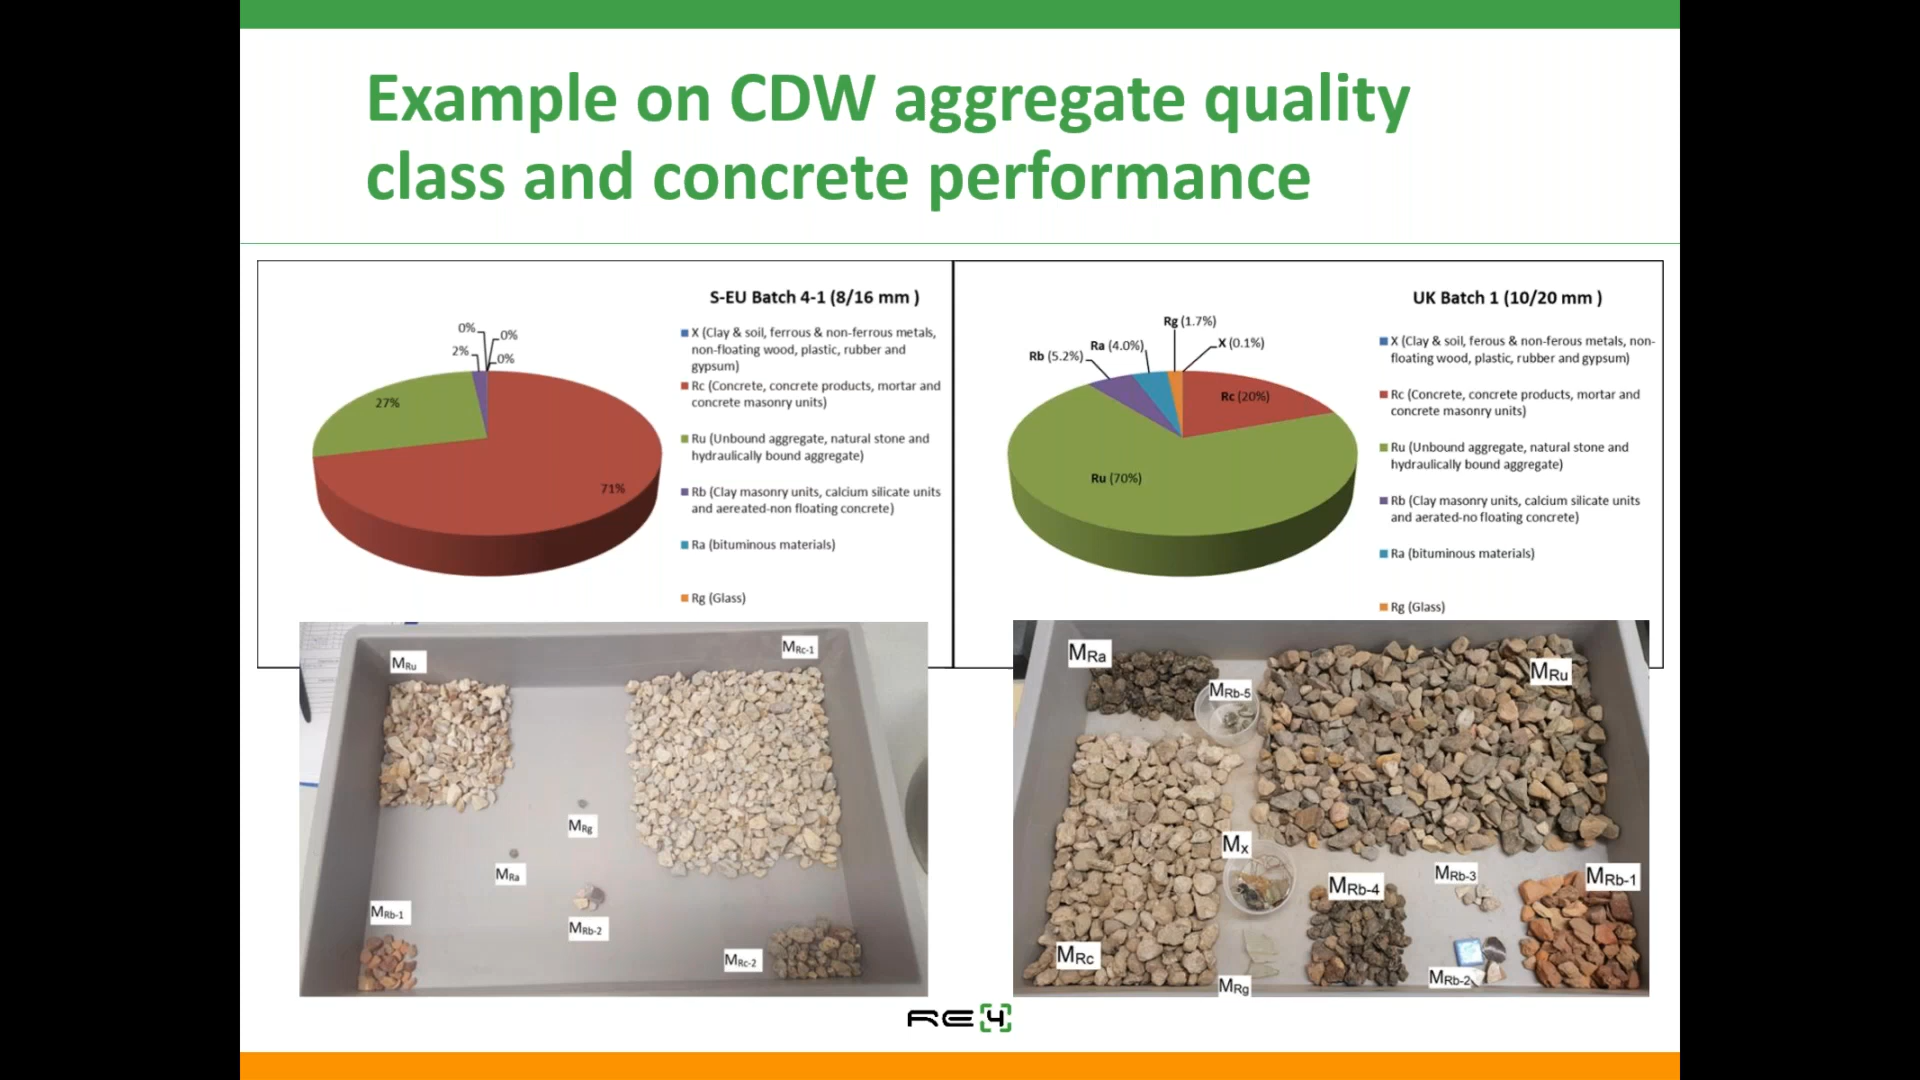 Example on CDW aggregate quality
class and concrete performance
S-EU Batch 4-1 (8/16 mm )
0%
0%
2%
0%
27%
71%
X (Clay & soil, ferrous & non-ferrous metals,
non-floating wood, plastic, rubber and
gypsum)
Rc (Concrete, concrete products, mortar and
concrete masonry units)
Ru (Unbound aggregate, natural stone and
hydraulically bound aggregate)
Rb (Clay masonry units, calcium silicate units
and aereated-non floating concrete)
Ra (bituminous materials)
Rg (Glass)
UK Batch 1 (10/20 mm )
Rg (1.7%)
X (0.1%)
Ra (4.0%)
Rb (5.2%)
Rc (20%)
Ru (70%)
X (Clay & soil, ferous & non-ferous metals, non-
floating wood, plastic, rubber and gypsum)
Rc (Concrete, concrete products, mortar and
concrete masonry units)
Ru (Unbound aggregate, natural stone and
hydraulically bound aggregate)
Rb (Clay masonry units, calcium silicate units
and aerated-no floating concrete)
Ra (bituminous materials)
Rg (Glass)
MRu
MRc-1
MRg
MRa
MRb-1
MRb-2
MRc-2
MRa
MRb-5
MRu
Mx
MRb-4
MRb-3
MRb-1
MRc
MRg
MRb-2
RE4